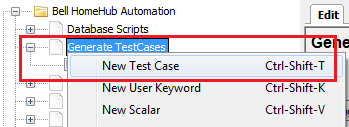 Bell HomeHub Automation
Edit
Database Scripts
Generate TestCases
Gene
New Test Case Ctrl-Shift-T
New User Keyword Ctrl-Shift-K
New Scalar Ctrl-Shift-V